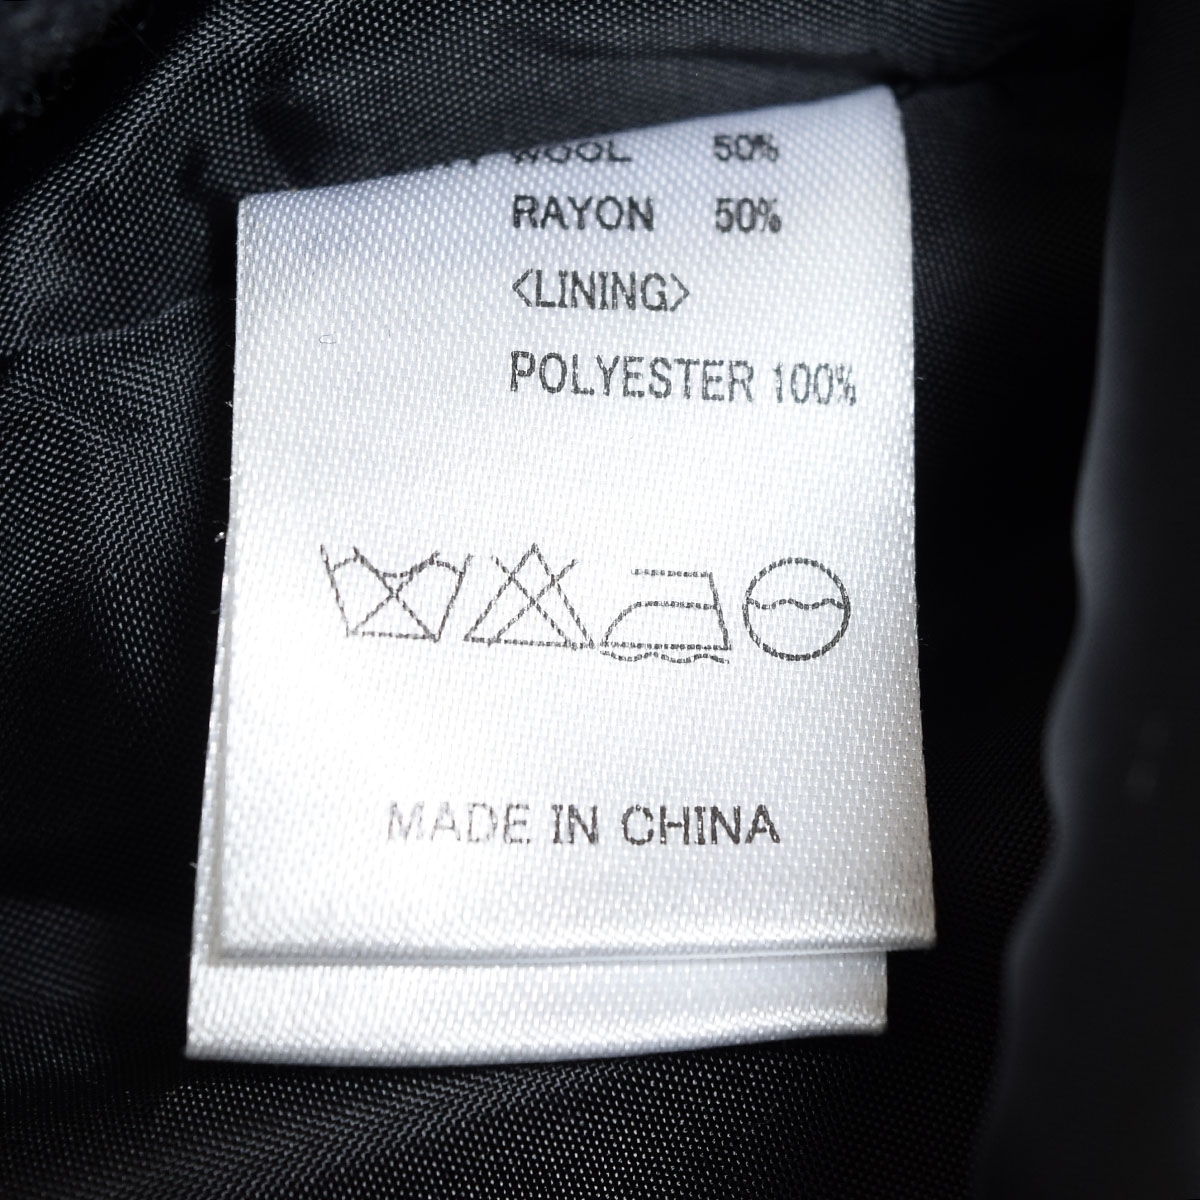 WOOL 50%
RAYON 50%
<LINING>
POLYESTER 100%
MADE IN CHINA